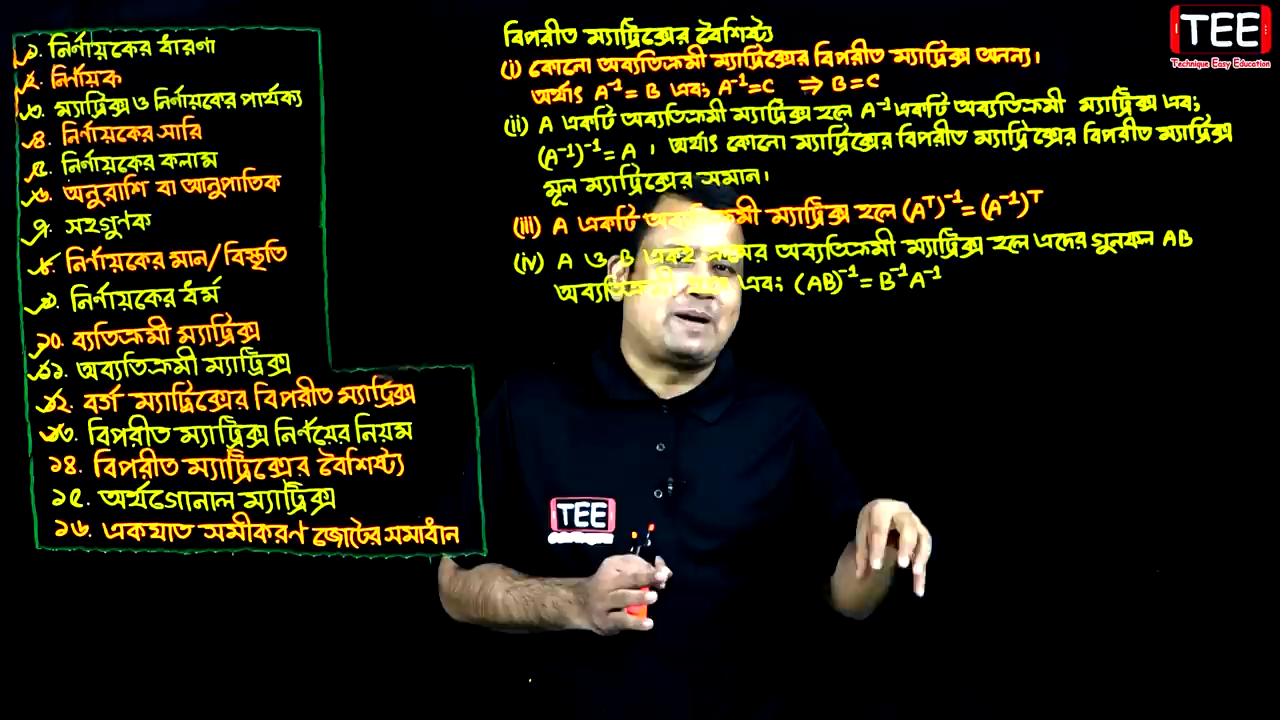 ১. নির্ণায়কের ধারণা
২. নির্ণায়ক
৩. ম্যাট্রিক্স ও নির্ণায়কের পার্থক্য
৪. নির্ণায়কের সারি
৫. নির্ণায়কের কলাম
৬. অনুরাশি বা আনুপাতিক
৭. সহগুণক
৮. নির্ণায়কের মান/বিস্তৃতি
৯. নির্ণায়কের ধর্ম
১০. ব্যতিক্রমী ম্যাট্রিক্স
১১. অব্যতিক্রমী ম্যাট্রিক্স
১২. বর্গ ম্যাট্রিক্সের বিপরীত ম্যাট্রিক্স
১৩. বিপরীত ম্যাট্রিক্স নির্ণয়ের নিয়ম
১৪. বিপরীত ম্যাট্রিক্সের বৈশিষ্ট্য
১৫. অর্থগোনাল ম্যাট্রিক্স
১৬. একঘাত সমীকরণ জোটের সমাধান
বিপরীত ম্যাট্রিক্সের বৈশিষ্ট্য
(i) কোনো অব্যতিক্রমী ম্যাট্রিক্সের বিপরীত ম্যাট্রিক্স অনন্য।
অর্থাৎ A⁻¹ = B এবং A⁻¹ = C ⇒ B = C
(ii) A একটি অব্যতিক্রমী ম্যাট্রিক্স হলে A⁻¹ একটি অব্যতিক্রমী ম্যাট্রিক্স এবং
(A⁻¹)⁻¹ = A । অর্থাৎ কোনো ম্যাট্রিক্সের বিপরীত ম্যাট্রিক্সের বিপরীত ম্যাট্রিক্স
মূল ম্যাট্রিক্সের সমান।
(iii) A একটি অব্যতিক্রমী ম্যাট্রিক্স হলে (Aᵀ)⁻¹ = (A⁻¹)ᵀ
(iv) A ও B একই অব্যতিক্রমী ম্যাট্রিক্স হলে এদের গুনফল AB
এবং (AB)⁻¹ = B⁻¹A⁻¹
TEE
Technique Easy Education
TEE